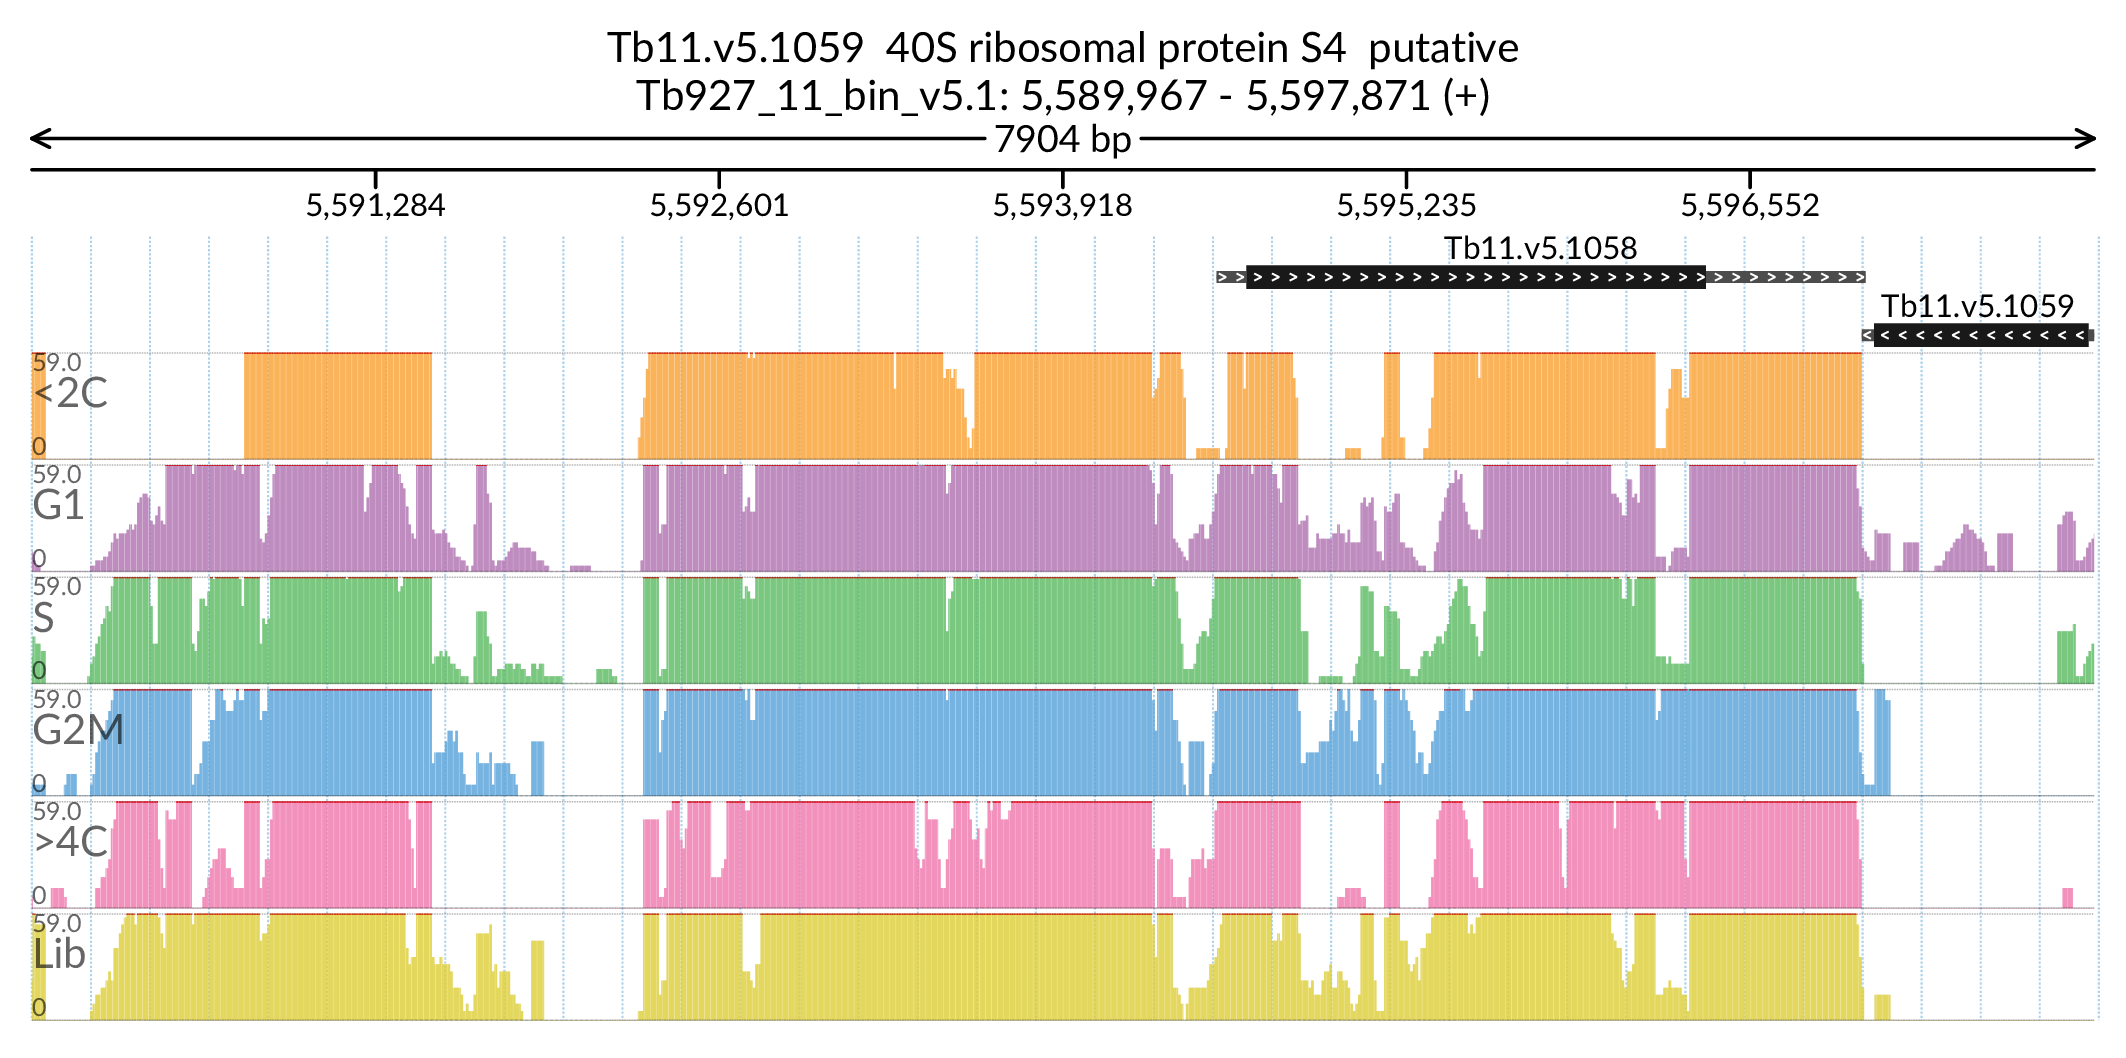 Tb11.v5.1059  40S ribosomal protein S4  putative
Tb927_11_bin_v5.1: 5,589,967 - 5,597,871 (+)
7904 bp
5,591,284 5,592,601 5,593,918 5,595,235 5,596,552
Tb11.v5.1058
Tb11.v5.1059
59.0
<2C
0
59.0
G1
0
59.0
S
0
59.0
G2M
0
59.0
>4C
0
59.0
Lib
0